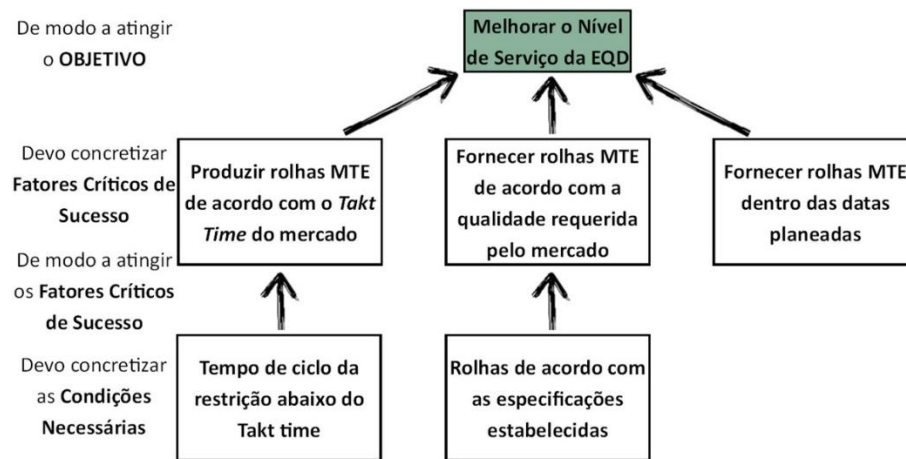 De modo a atingir
o OBJETIVO
Melhorar o Nível
de Serviço da EQD
Devo concretizar
Fatores Críticos de
Sucesso
Produzir rolhas MTE
de acordo com o Takt
Time do mercado
Fornecer rolhas MTE
de acordo com a
qualidade requerida
pelo mercado
Fornecer rolhas MTE
dentro das datas
planeadas
De modo a atingir
os Fatores Críticos
de Sucesso
Devo concretizar
as Condições
Necessárias
Tempo de ciclo da
restrição abaixo do
Takt time
Rolhas de acordo com
as especificações
estabelecidas